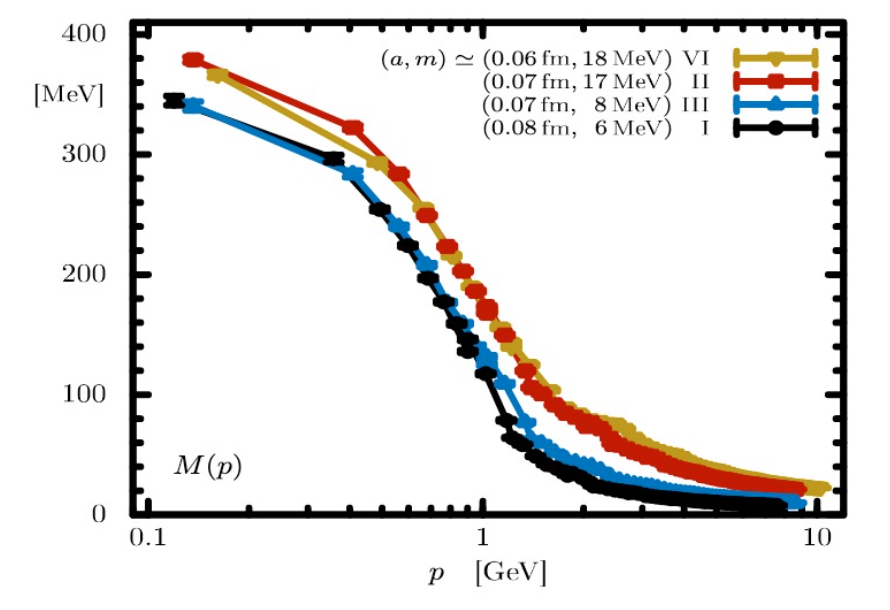 400
[MeV]
300
200
100
0
(a, m) ≃ (0.06 fm, 18 MeV) VI
(0.07 fm, 17 MeV) II
(0.07 fm, 8 MeV) III
(0.08 fm, 6 MeV) I
M(p)
0.1 1 10
p [GeV]